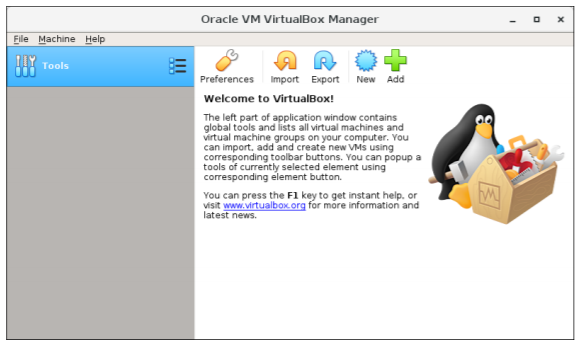 Oracle VM VirtualBox Manager
File Machine Help
Tools
Preferences Import Export New Add
Welcome to VirtualBox!
The left part of application window contains
global tools and lists all virtual machines and
virtual machine groups on your computer. You
can import, add and create new VMs using
corresponding toolbar buttons. You can popup a
tools of currently selected element using
corresponding element button.
You can press the F1 key to get instant help, or
visit www.virtualbox.org for more information and
latest news.